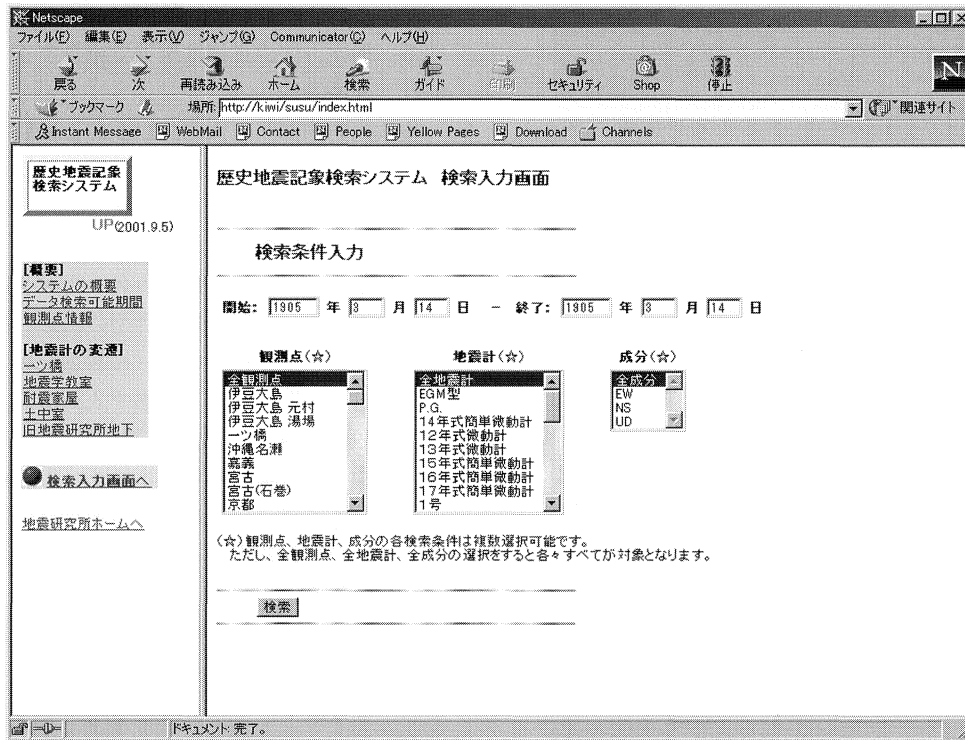 Netscape
ファイル(F) 編集(E) 表示(V) ジャンプ(G) Communicator(C) ヘルプ(H)
戻る 次 再読み込み ホーム 検索 ガイド 印刷 セキュリティ Shop 停止
ブックマーク 場所: http://kiwi/susu/index.html 関連サイト
Instant Message WebMail Contact People Yellow Pages Download Channels
歴史地震記象
検索システム
UP(2001.9.5)
[概要]
システムの概要
データ検索可能期間
観測点情報
[地震計の変遷]
一ツ橋
地震学教室
耐震家屋
土中室
旧地震研究所地下
検索入力画面へ
地震研究所ホームへ
歴史地震記象検索システム 検索入力画面
検索条件入力
開始: 1905 年 3 月 14 日 - 終了: 1905 年 3 月 14 日
観測点(☆)
全観測点
伊豆大島
伊豆大島 元村
伊豆大島 湯場
一ツ橋
沖縄名瀬
嘉義
宮古
宮古(石巻)
京都
地震計(☆)
全地震計
EGM型
P.G.
14年式簡単微動計
12年式微動計
13年式微動計
15年式簡単微動計
16年式簡単微動計
17年式簡単微動計
1号
成分(☆)
全成分
EW
NS
UD
(☆)観測点、地震計、成分の各検索条件は複数選択可能です。
ただし、全観測点、全地震計、全成分の選択をすると各々すべてが対象となります。
検索
ドキュメント: 完了。